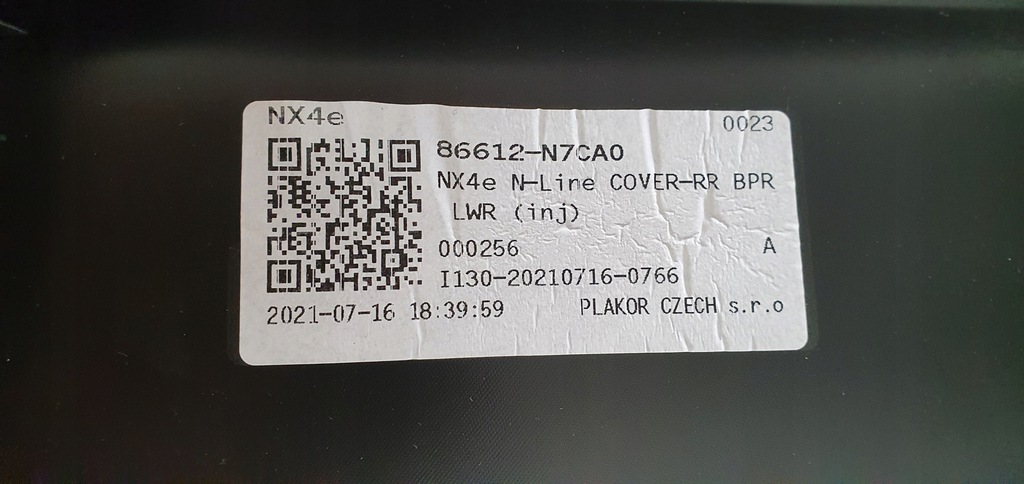 NX4e
0023
86612-N7CA0
NX4e N-Line COVER-RR BPR
LWR (inj)
000256 A
I130-20210716-0766
2021-07-16 18:39:59 PLAKOR CZECH s.r.o